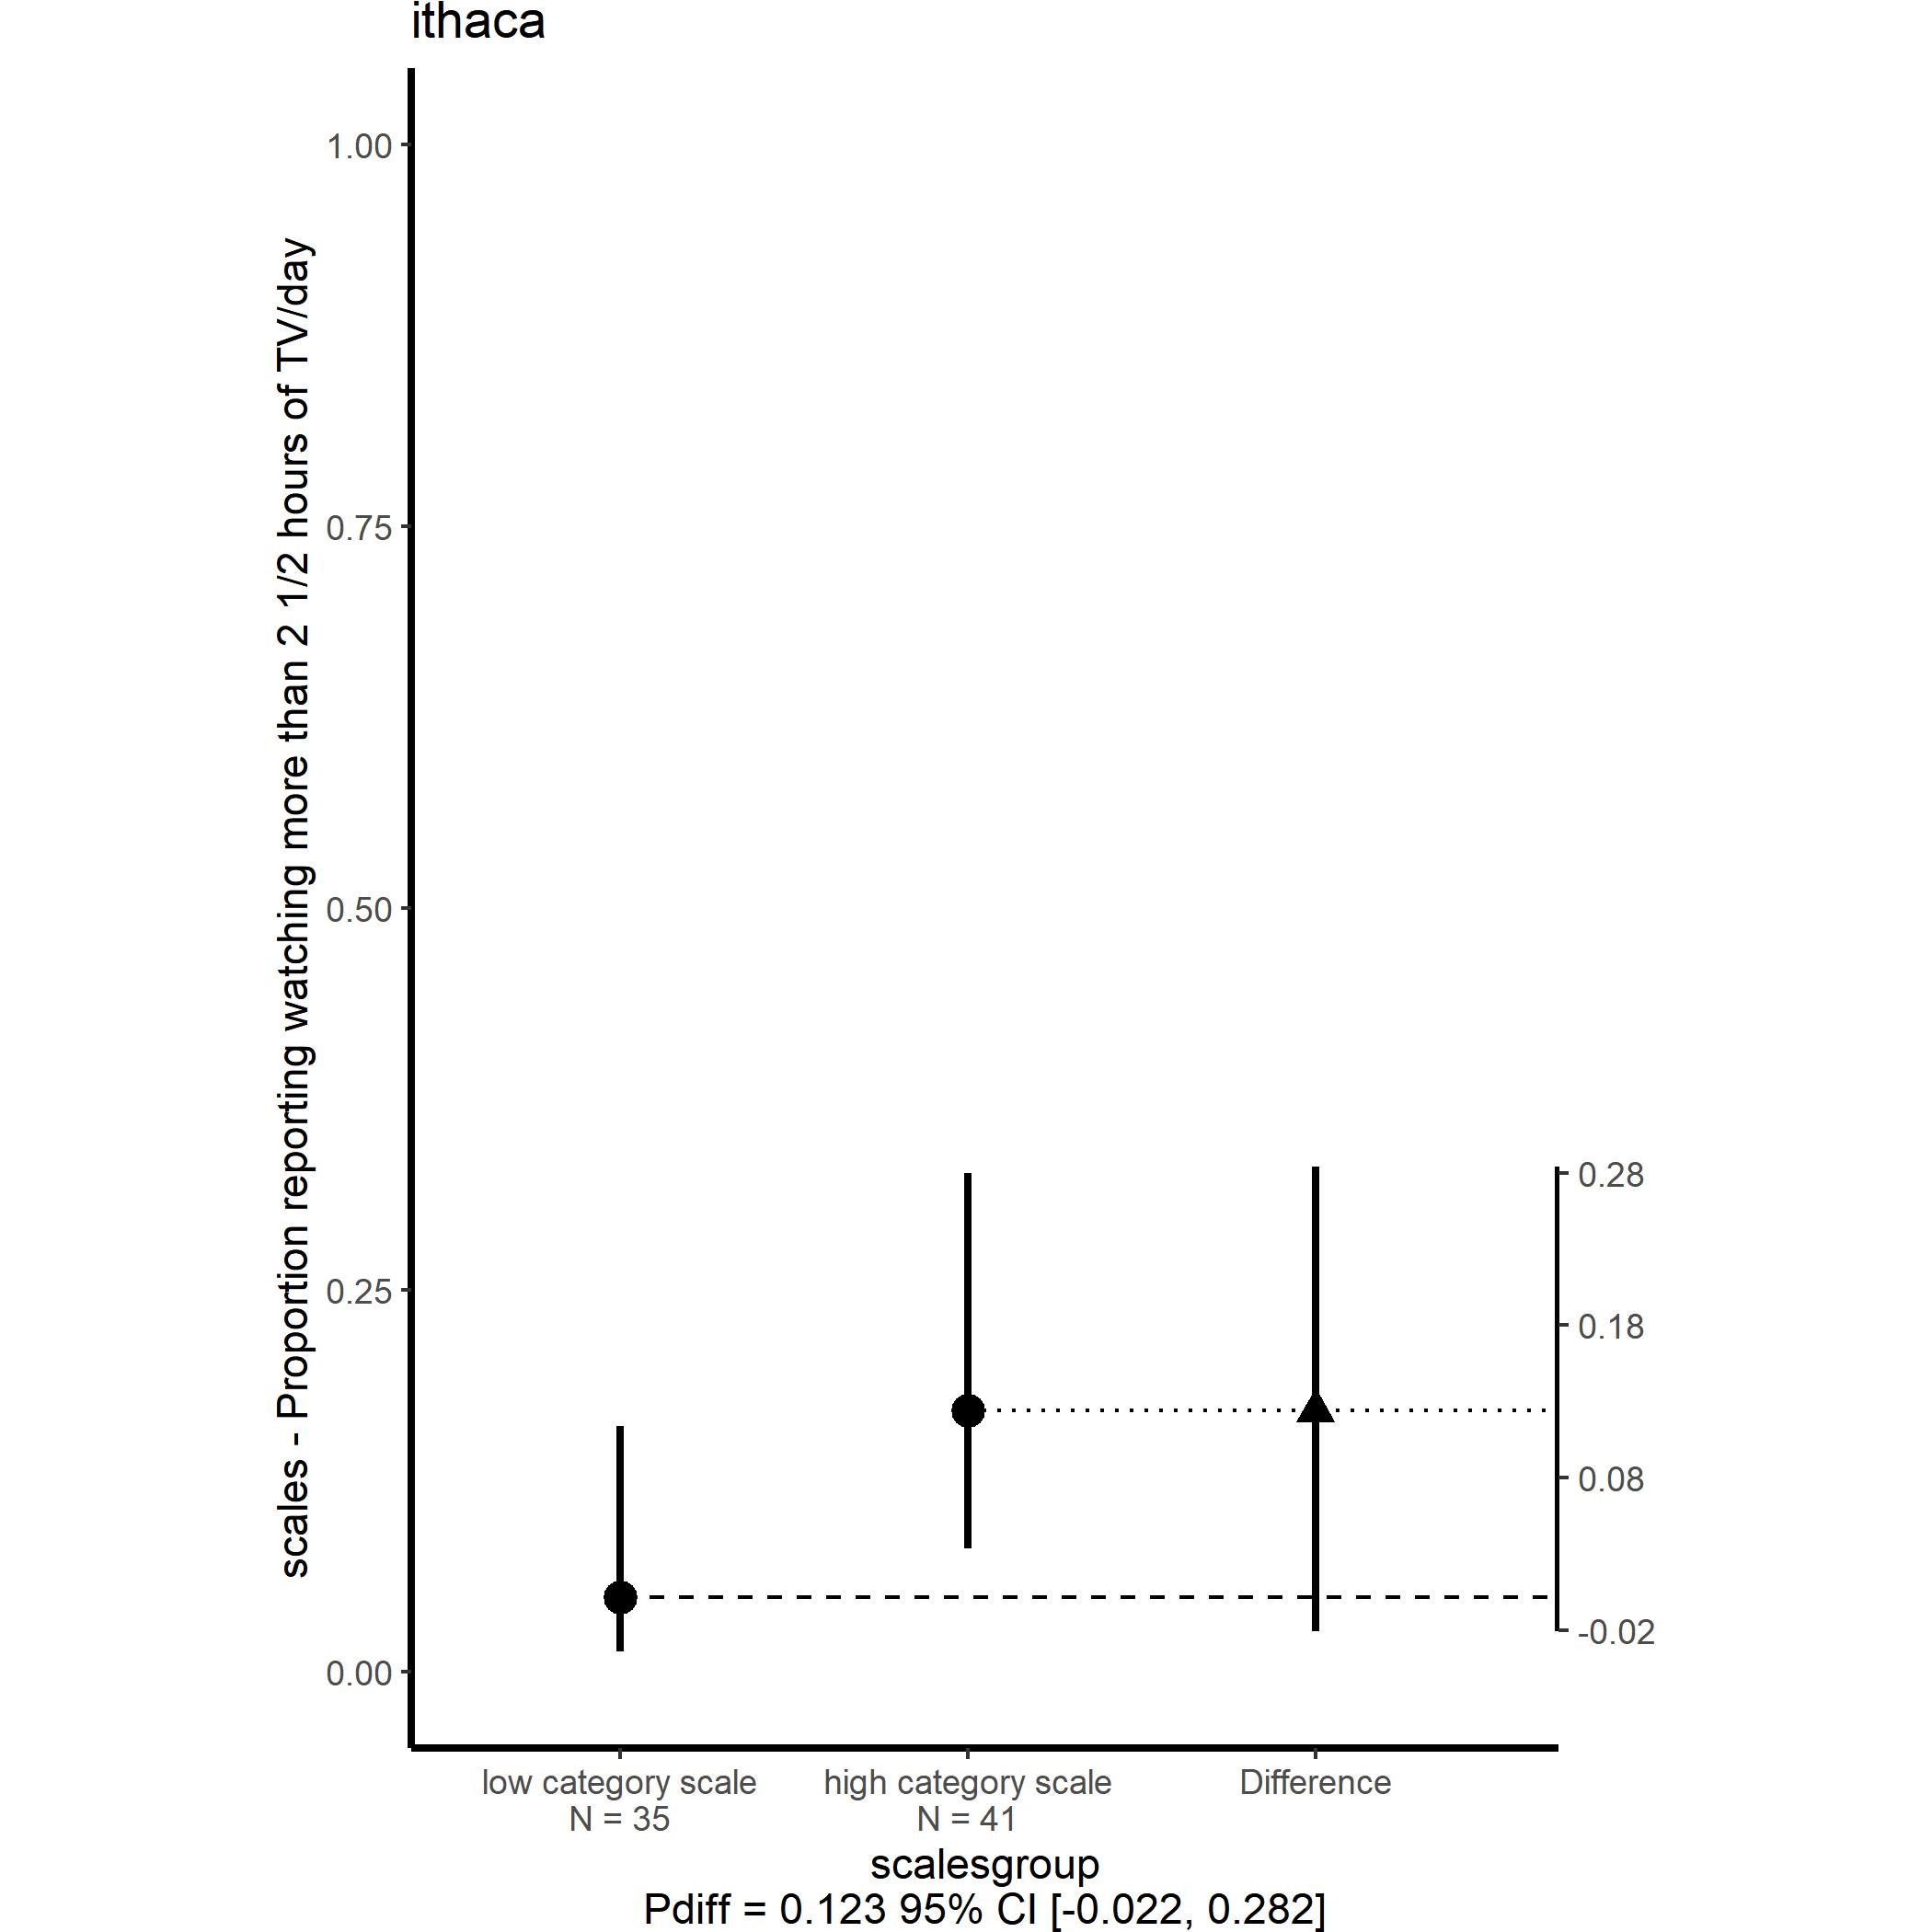 ithaca
scales - Proportion reporting watching more than 2 1/2 hours of TV/day
1.00
0.75
0.50
0.25
0.00
0.28
0.18
0.08
-0.02
low category scale
N = 35
high category scale
N = 41
Difference
scalesgroup
Pdiff = 0.123 95% CI [-0.022, 0.282]